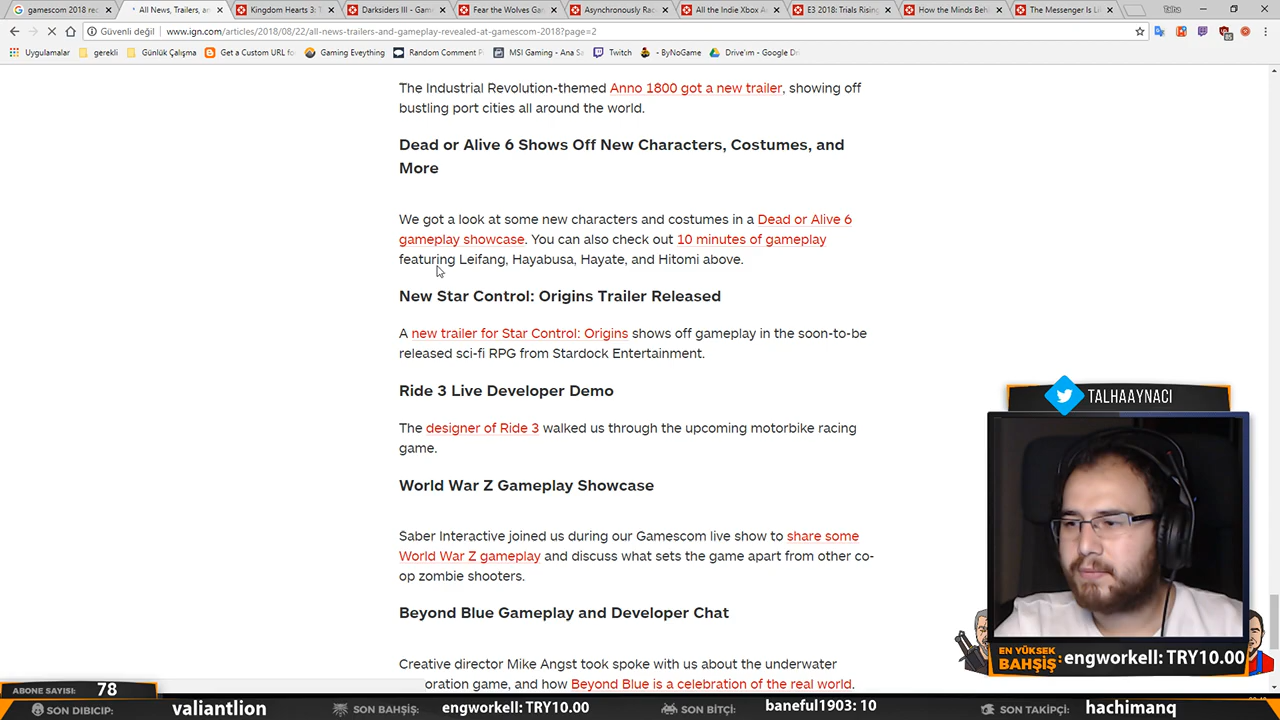 gamescom 2018 rec
All News, Trailers, an
Kingdom Hearts 3: T
Darksiders III - Gam
Fear the Wolves Ga
Asynchronously Rac
All the Indie Xbox A
E3 2018: Trials Rising
How the Minds Beh
The Messenger Is Li
Talha
Güvenli değil
www.ign.com/articles/2018/08/22/all-news-trailers-and-gameplay-revealed-at-gamescom-2018?page=2
Uygulamalar
gerekli
Günlük Çalışma
Get a Custom URL for
Gaming Eveything
Random Comment P
MSI Gaming - Ana Sa
Twitch
- ByNoGame
Drive'ım - Google Dr
The Industrial Revolution-themed Anno 1800 got a new trailer, showing off
bustling port cities all around the world.
Dead or Alive 6 Shows Off New Characters, Costumes, and
More
We got a look at some new characters and costumes in a Dead or Alive 6
gameplay showcase. You can also check out 10 minutes of gameplay
featuring Leifang, Hayabusa, Hayate, and Hitomi above.
New Star Control: Origins Trailer Released
A new trailer for Star Control: Origins shows off gameplay in the soon-to-be
released sci-fi RPG from Stardock Entertainment.
Ride 3 Live Developer Demo
The designer of Ride 3 walked us through the upcoming motorbike racing
game.
World War Z Gameplay Showcase
Saber Interactive joined us during our Gamescom live show to share some
World War Z gameplay and discuss what sets the game apart from other co-
op zombie shooters.
Beyond Blue Gameplay and Developer Chat
Creative director Mike Angst took spoke with us about the underwater
oration game, and how Beyond Blue is a celebration of the real world.
TALHAAYNACI
EN YÜKSEK
BAHŞİŞ: engworkell: TRY10.00
ABONE SAYISI: 78
SON DIBICIP: valiantlion
SON BAHŞİŞ: engworkell: TRY10.00
SON BİTÇİ: baneful1903: 10
SON TAKİPÇİ: hachimanq